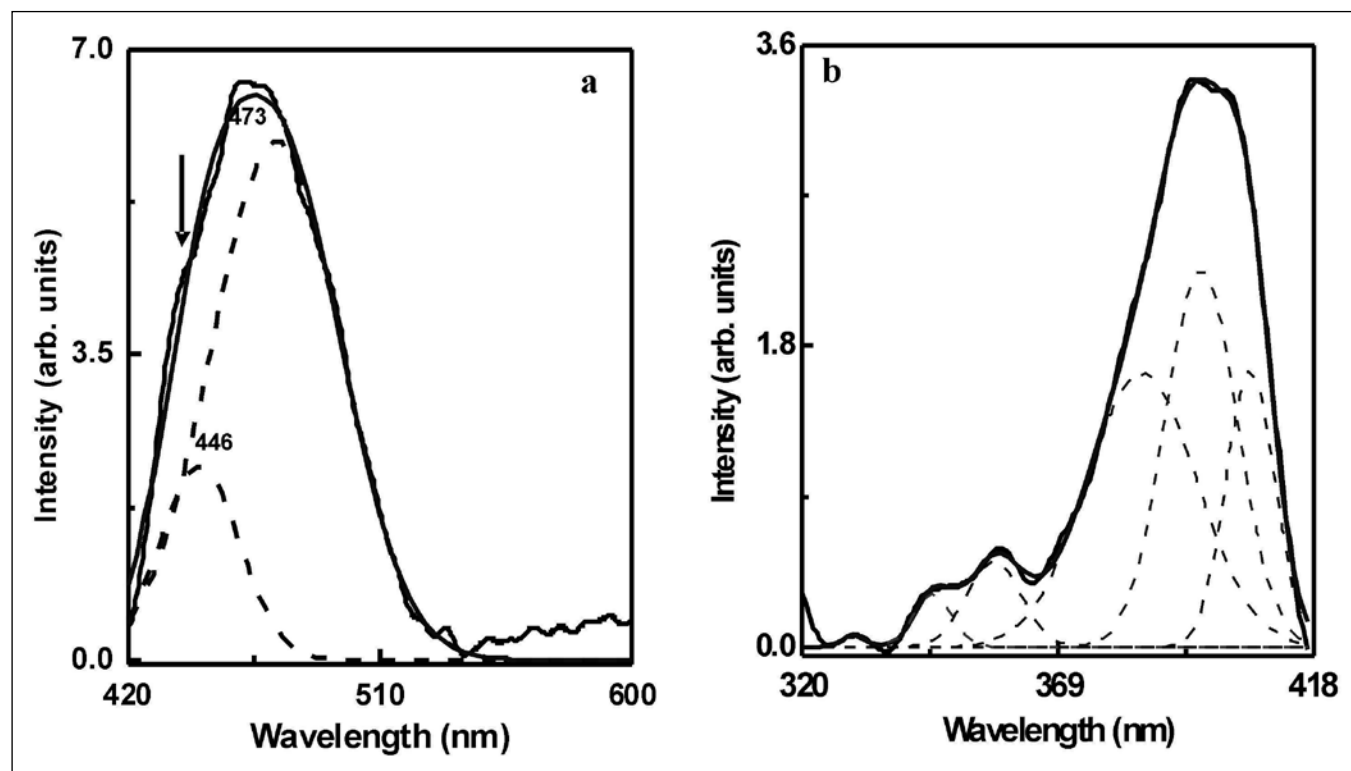 7.0
a
473
446
3.5
0.0
420
510
600
Intensity (arb. units)
Wavelength (nm)
3.6
b
1.8
0.0
320
369
418
Intensity (arb. units)
Wavelength (nm)